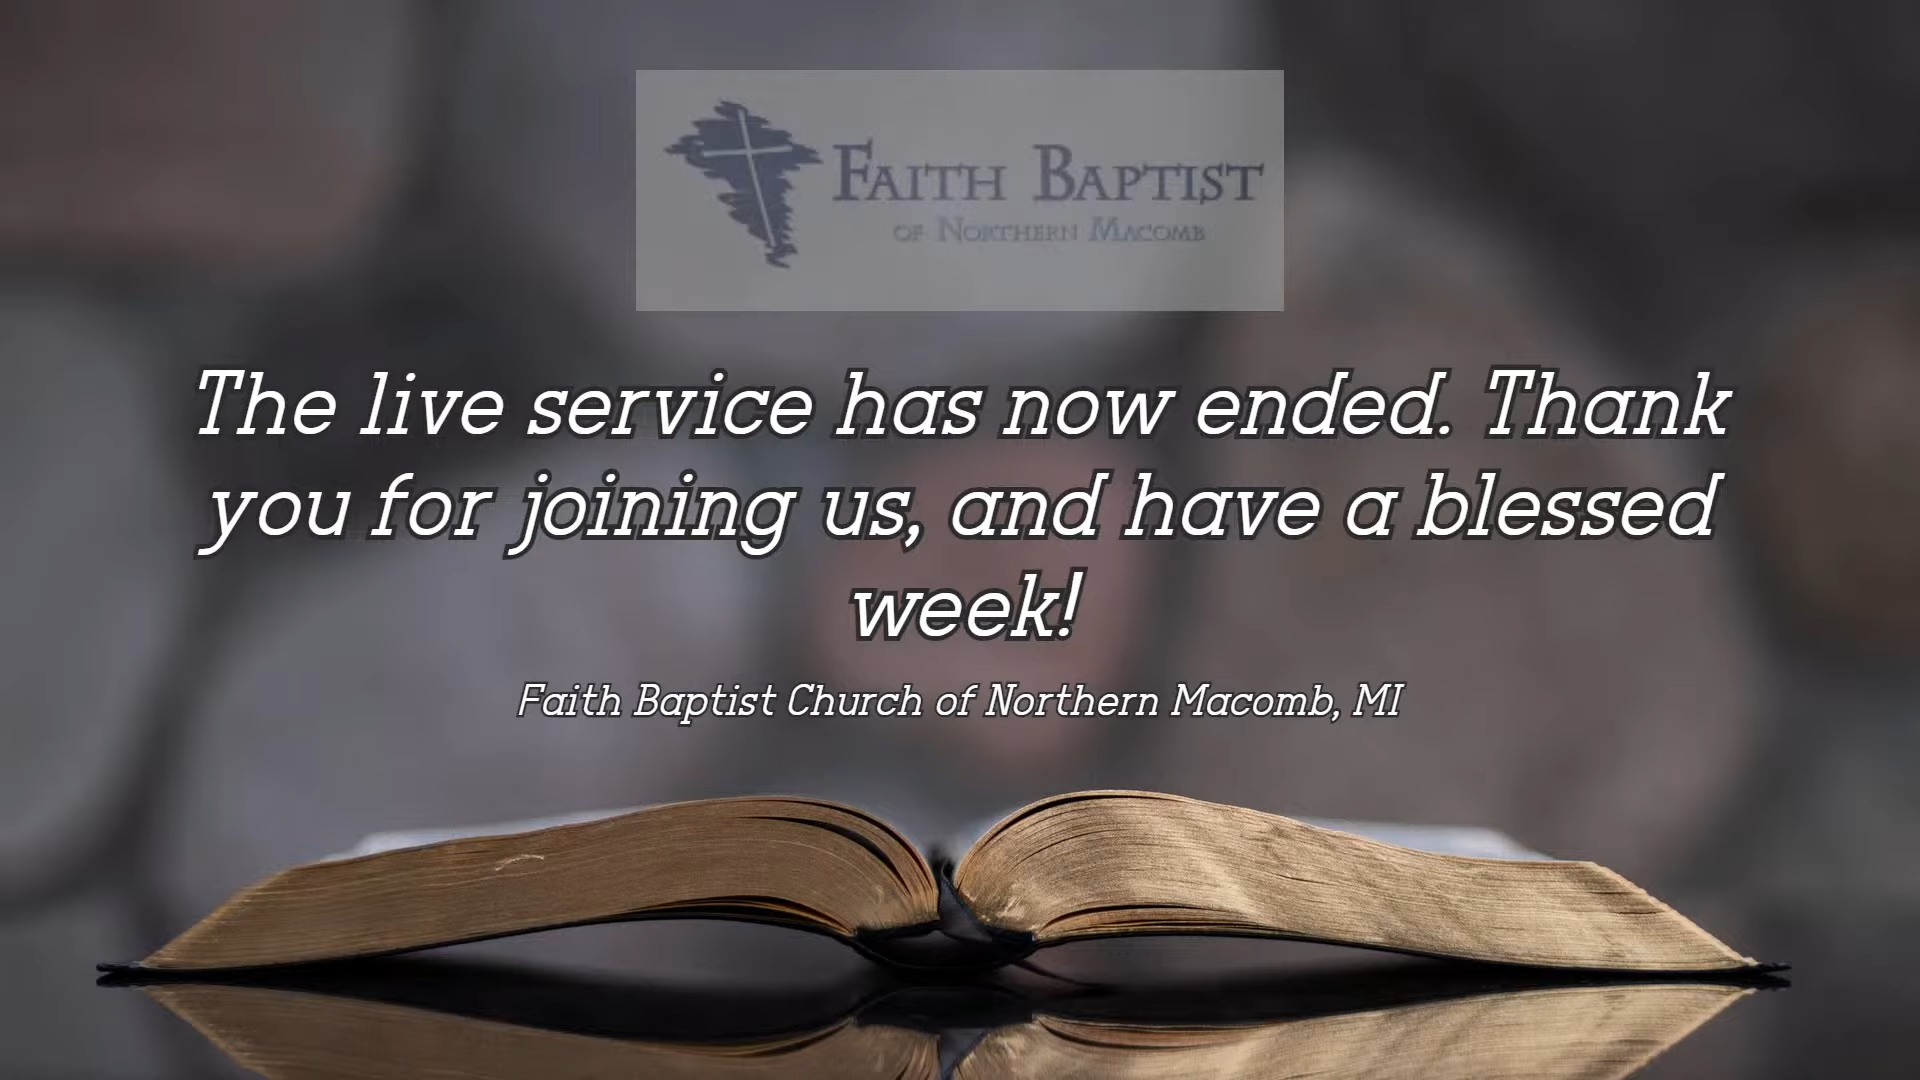 FAITH BAPTIST
OF NORTHERN MACOMB
The live service has now ended. Thank
you for joining us, and have a blessed
week!
Faith Baptist Church of Northern Macomb, MI